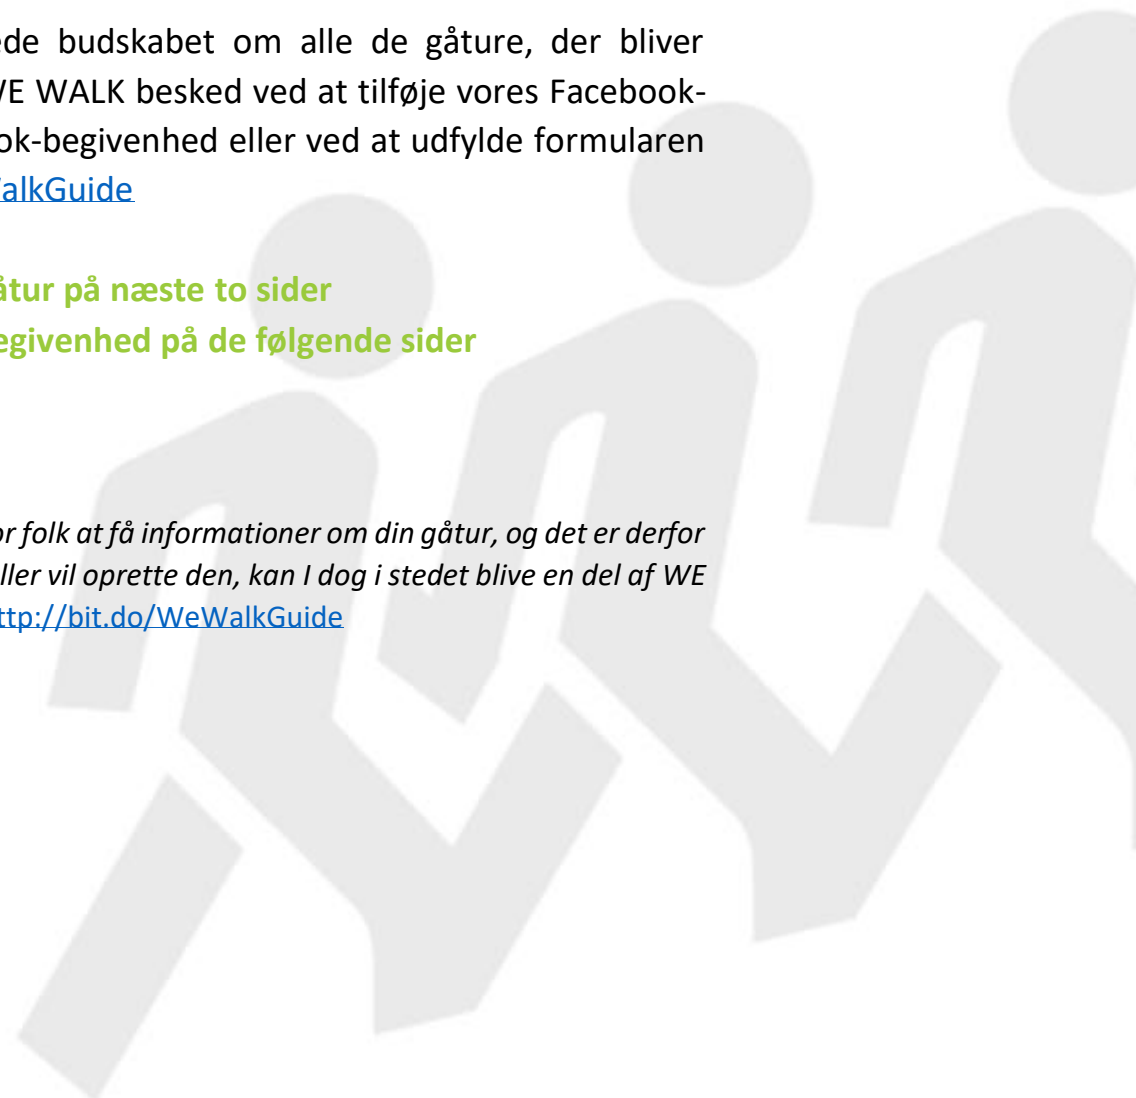 ede budskabet om alle de gåture, der bliver
WE WALK besked ved at tilføje vores Facebook-
ok-begivenhed eller ved at udfylde formularen
WalkGuide
åtur på næste to sider
egivenhed på de følgende sider
or folk at få informationer om din gåtur, og det er derfor
ller vil oprette den, kan I dog i stedet blive en del af WE
ttp://bit.do/WeWalkGuide